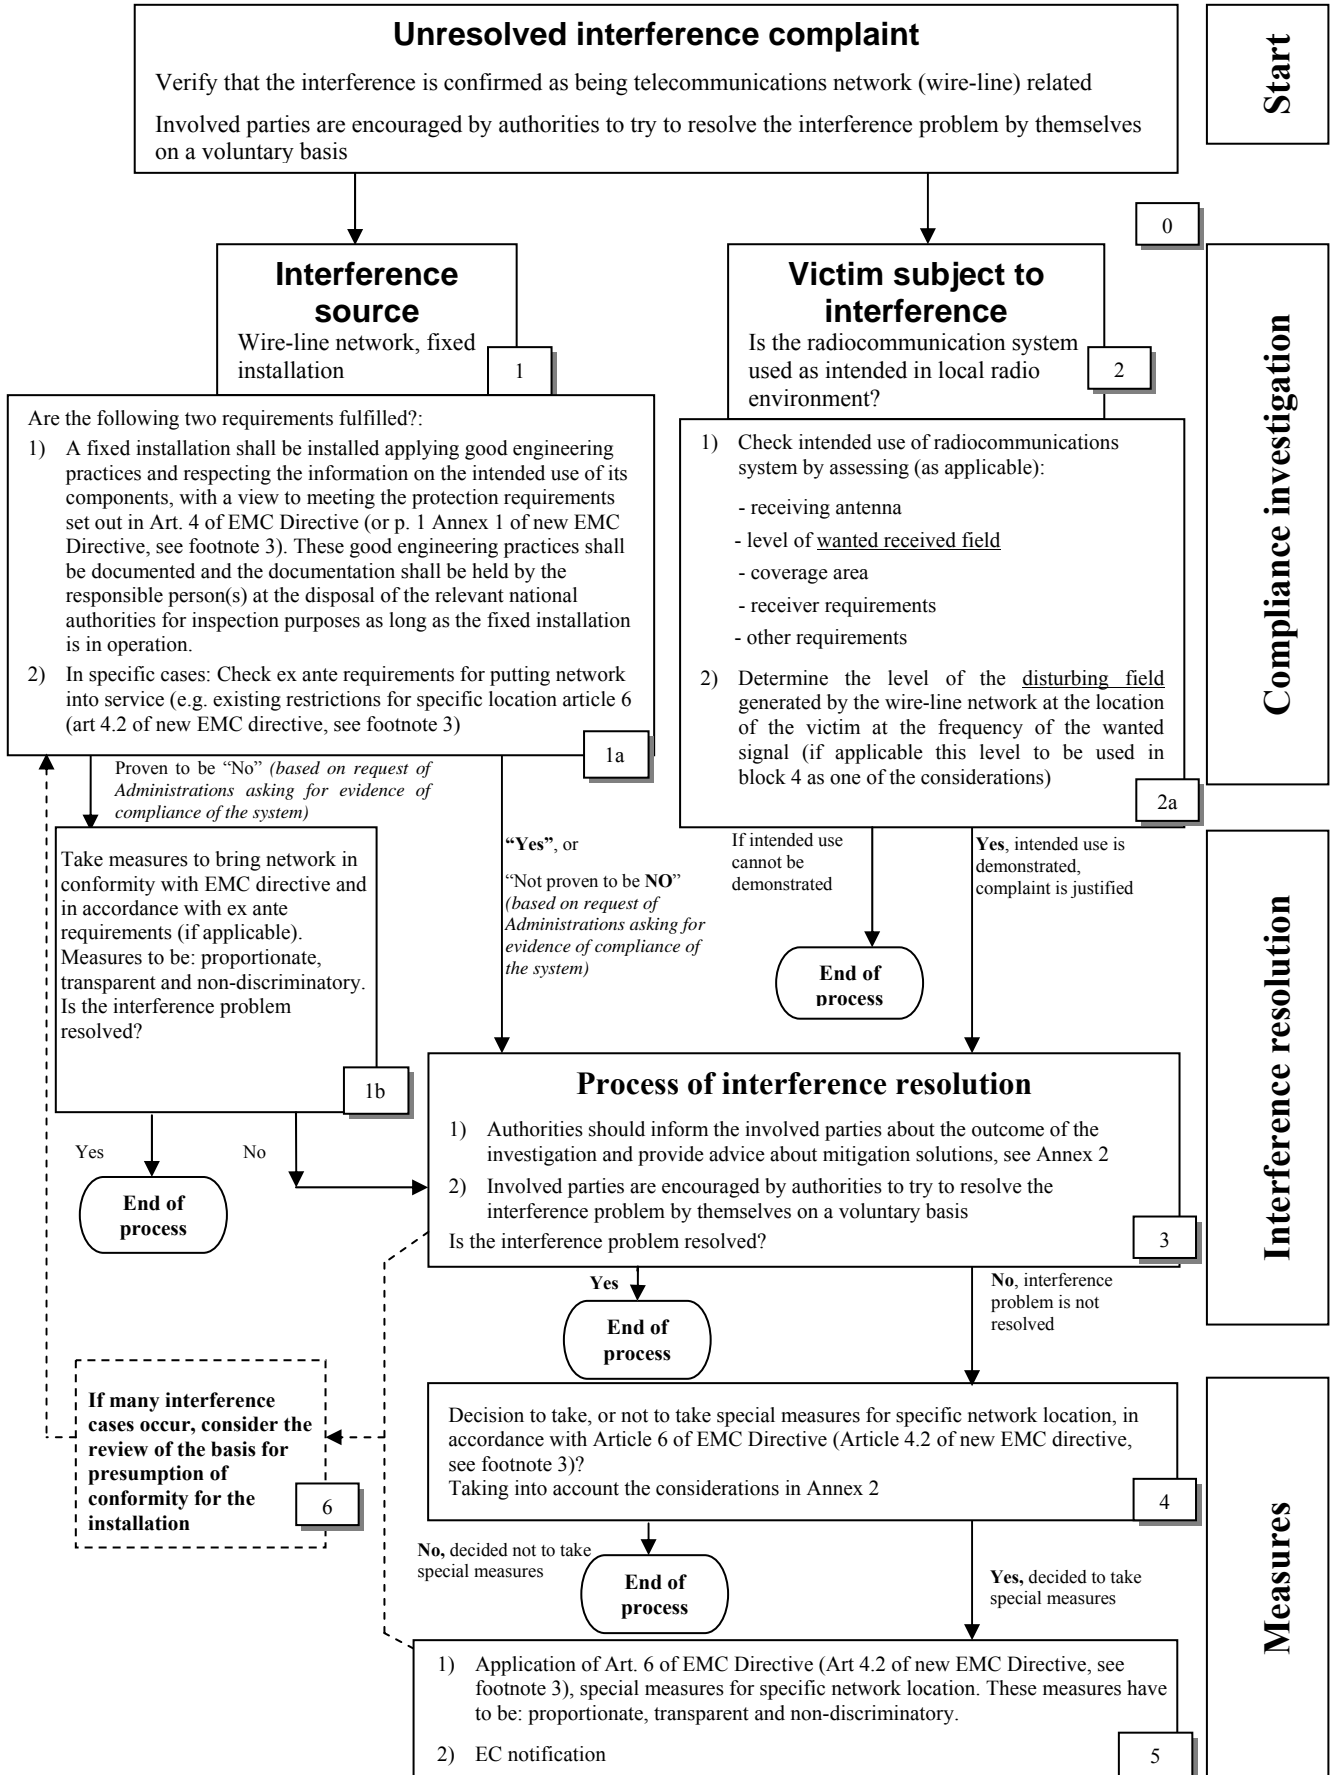 Unresolved interference complaint
Verify that the interference is confirmed as being telecommunications network (wire-line) related
Involved parties are encouraged by authorities to try to resolve the interference problem by themselves
on a voluntary basis
Start
0
Interference
source
Wire-line network, fixed
installation
1
Victim subject to
interference
Is the radiocommunication system
used as intended in local radio
environment?
2
Compliance investigation
Are the following two requirements fulfilled?:
1) A fixed installation shall be installed applying good engineering
practices and respecting the information on the intended use of its
components, with a view to meeting the protection requirements
set out in Art. 4 of EMC Directive (or p. 1 Annex 1 of new EMC
Directive, see footnote 3). These good engineering practices shall
be documented and the documentation shall be held by the
responsible person(s) at the disposal of the relevant national
authorities for inspection purposes as long as the fixed installation
is in operation.
2) In specific cases: Check ex ante requirements for putting network
into service (e.g. existing restrictions for specific location article 6
(art 4.2 of new EMC directive, see footnote 3)
1a
1) Check intended use of radiocommunications
system by assessing (as applicable):
- receiving antenna
- level of wanted received field
- coverage area
- receiver requirements
- other requirements
2) Determine the level of the disturbing field
generated by the wire-line network at the location
of the victim at the frequency of the wanted
signal (if applicable this level to be used in
block 4 as one of the considerations)
2a
Proven to be “No” (based on request of
Administrations asking for evidence of
compliance of the system)
“Yes”, or
“Not proven to be NO”
(based on request of
Administrations asking for
evidence of compliance of
the system)
If intended use
cannot be
demonstrated
Yes, intended use is
demonstrated,
complaint is justified
End of
process
Interference resolution
Take measures to bring network in
conformity with EMC directive and
in accordance with ex ante
requirements (if applicable).
Measures to be: proportionate,
transparent and non-discriminatory.
Is the interference problem
resolved?
1b
Yes
No
End of
process
Process of interference resolution
1) Authorities should inform the involved parties about the outcome of the
investigation and provide advice about mitigation solutions, see Annex 2
2) Involved parties are encouraged by authorities to try to resolve the
interference problem by themselves on a voluntary basis
Is the interference problem resolved?
3
Yes
End of
process
No, interference
problem is not
resolved
If many interference
cases occur, consider the
review of the basis for
presumption of
conformity for the
installation
6
Decision to take, or not to take special measures for specific network location, in
accordance with Article 6 of EMC Directive (Article 4.2 of new EMC directive,
see footnote 3)?
Taking into account the considerations in Annex 2
4
No, decided not to take
special measures
End of
process
Yes, decided to take
special measures
Measures
1) Application of Art. 6 of EMC Directive (Art 4.2 of new EMC Directive, see
footnote 3), special measures for specific network location. These measures have
to be: proportionate, transparent and non-discriminatory.
2) EC notification
5